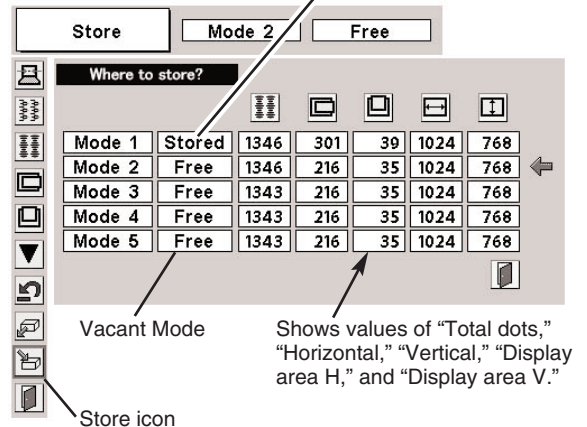 Store Mode 2 Free
Where to store?
Mode 1 Stored 1346 301 39 1024 768
Mode 2 Free 1346 216 35 1024 768
Mode 3 Free 1343 216 35 1024 768
Mode 4 Free 1343 216 35 1024 768
Mode 5 Free 1343 216 35 1024 768
Vacant Mode
Shows values of “Total dots,”
“Horizontal,” “Vertical,” “Display
area H,” and “Display area V.”
Store icon